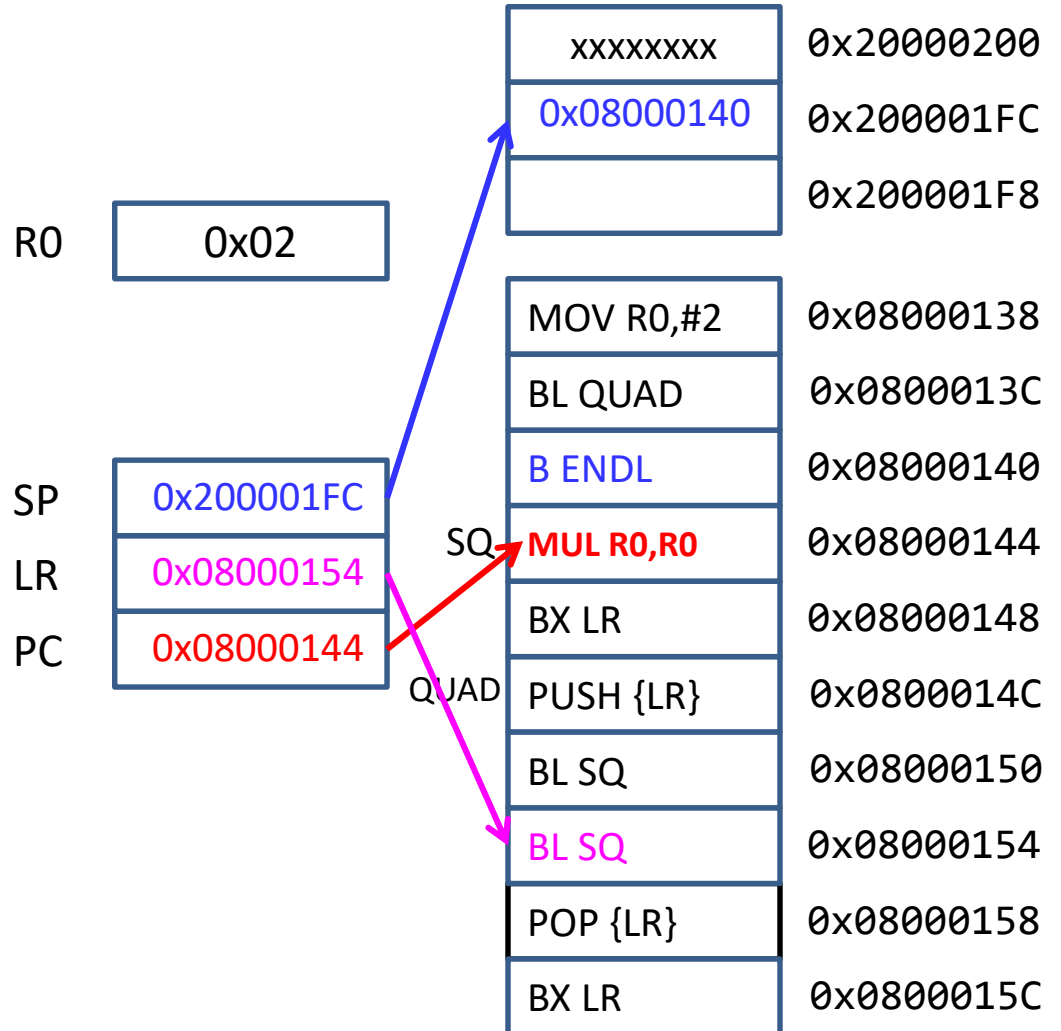 xxxxxxxx 0x20000200
0x08000140 0x200001FC
0x200001F8
R0 0x02
MOV R0,#2 0x08000138
BL QUAD 0x0800013C
SP 0x200001FC B ENDL 0x08000140
LR 0x08000154 SQ MUL R0,R0 0x08000144
BX LR 0x08000148
PC 0x08000144
QUAD PUSH {LR} 0x0800014C
BL SQ 0x08000150
BL SQ 0x08000154
POP {LR} 0x08000158
BX LR 0x0800015C